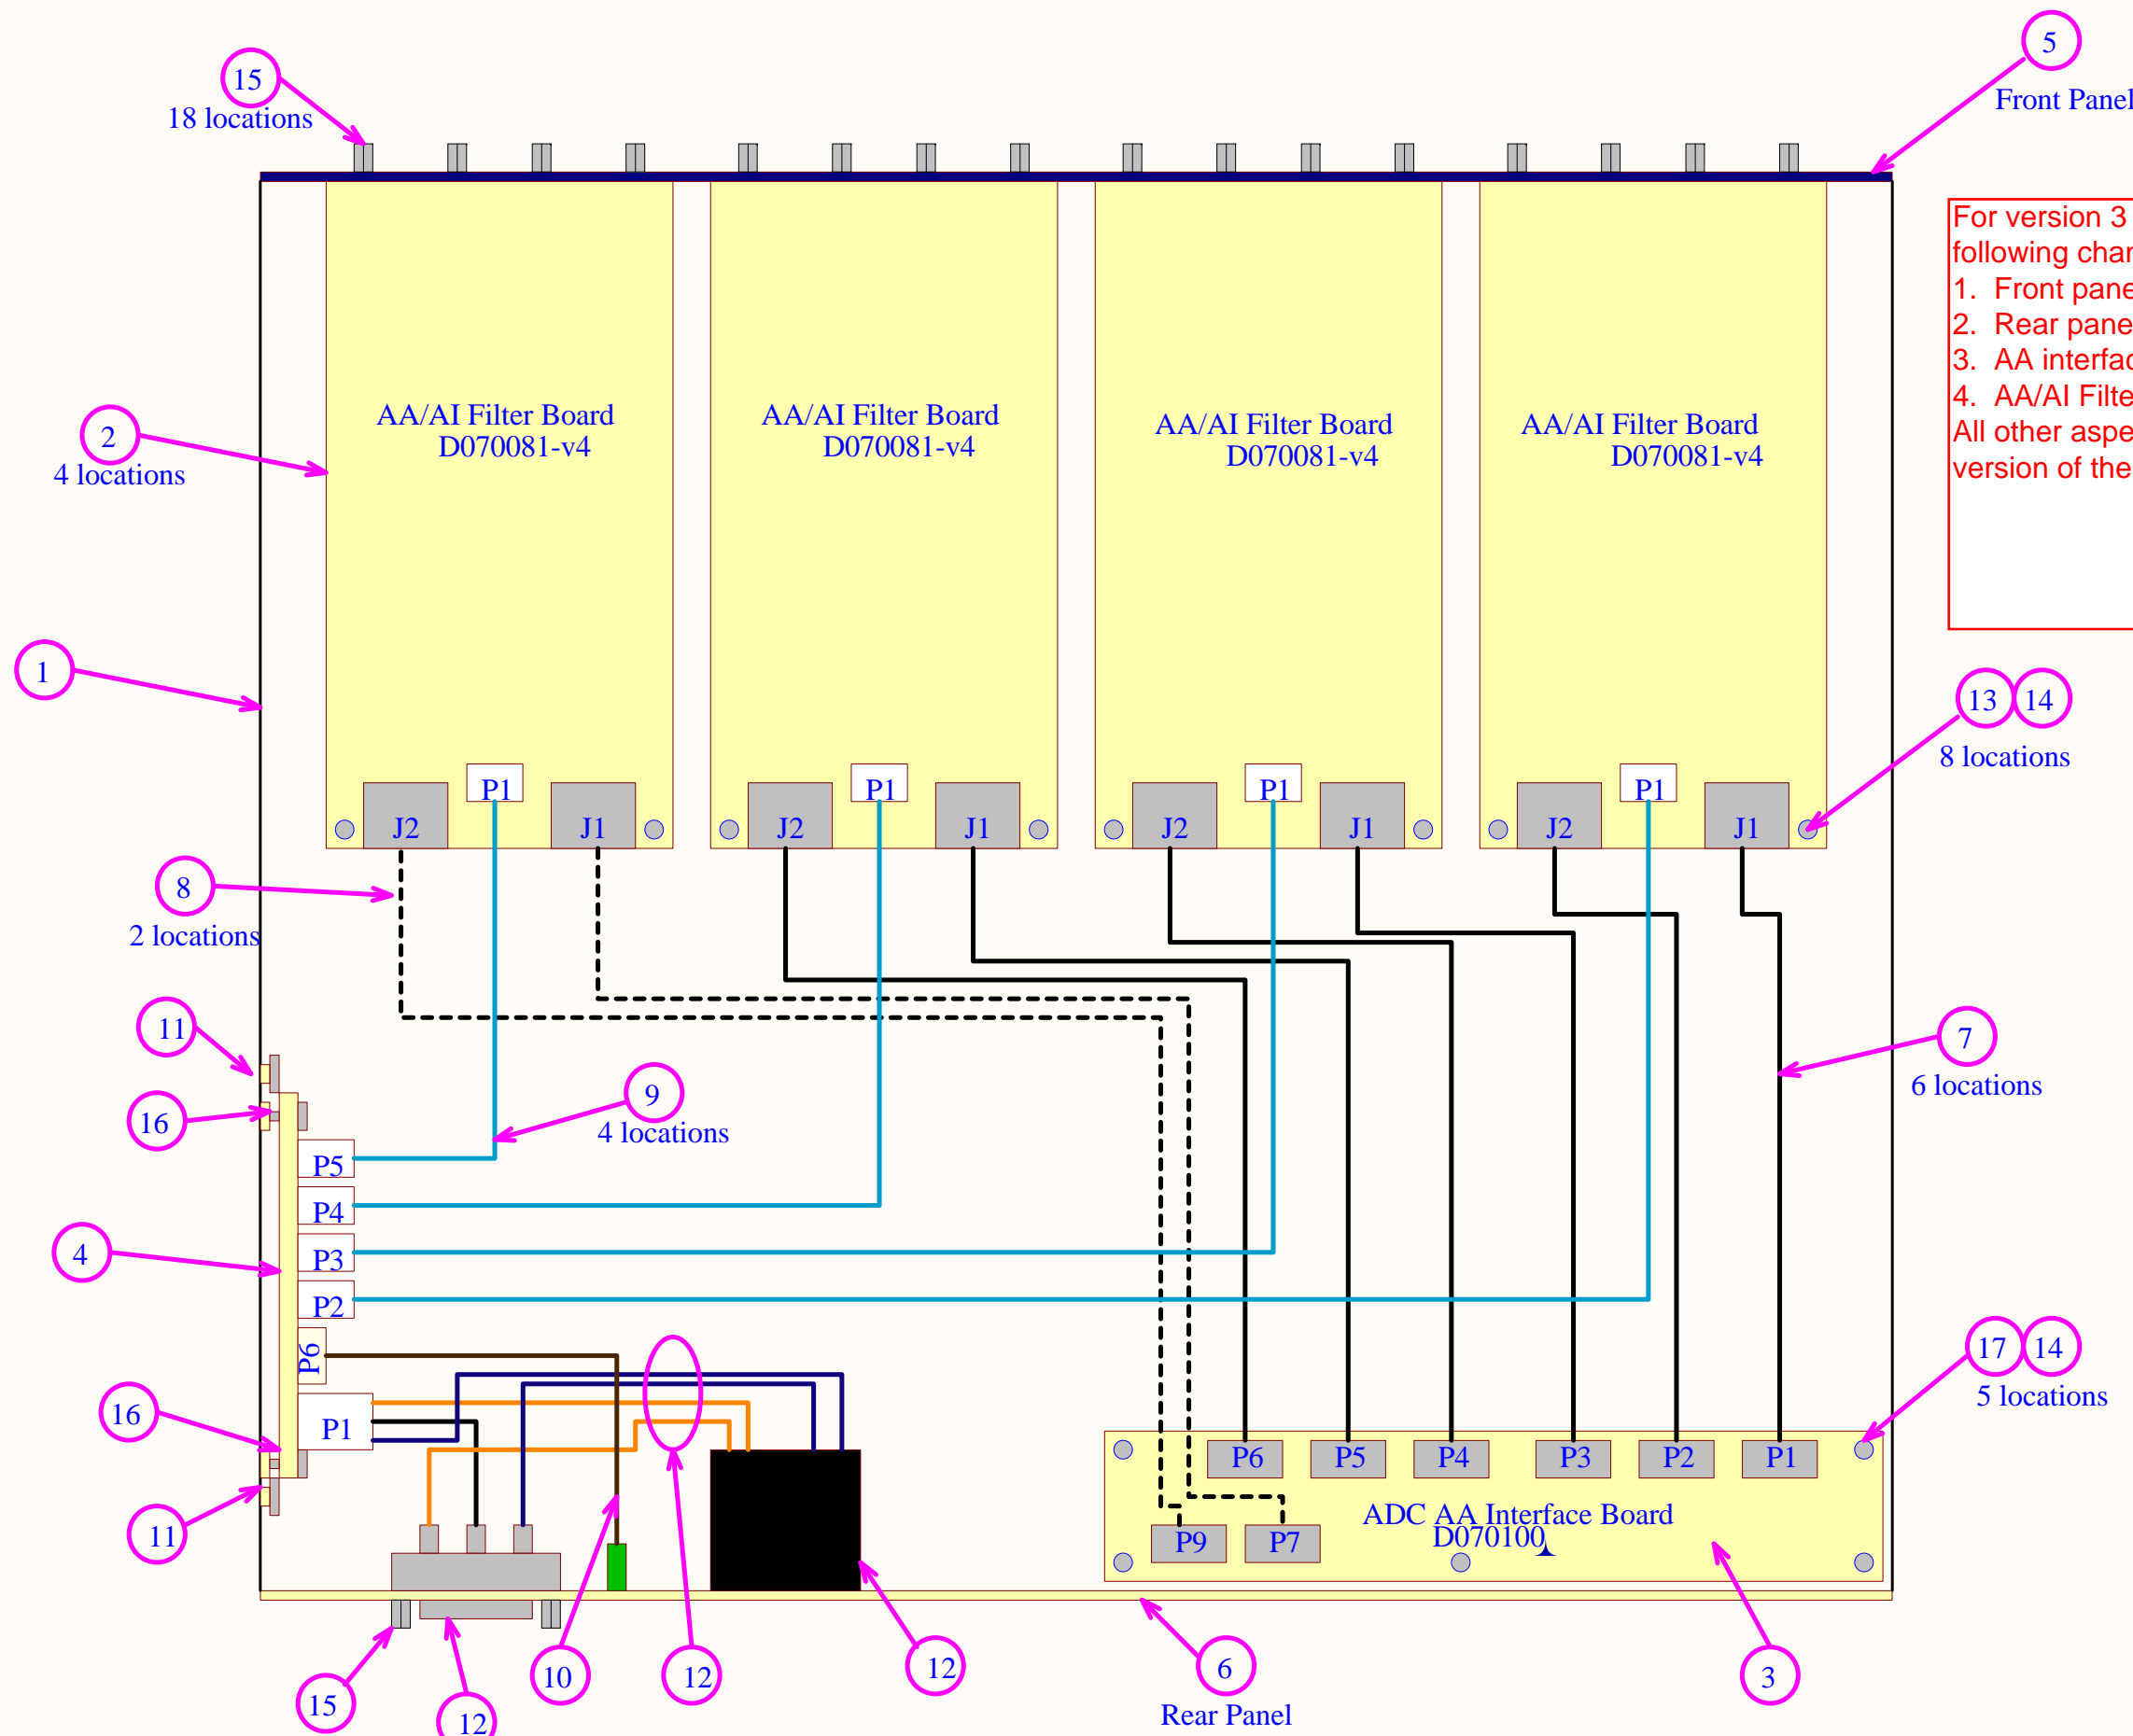 5
Front Panel
15
18 locations
For version 3
following char
1. Front pane
2. Rear pane
3. AA interfac
4. AA/AI Filte
All other aspe
version of the
AA/AI Filter Board
D070081-v4
AA/AI Filter Board
D070081-v4
AA/AI Filter Board
D070081-v4
AA/AI Filter Board
D070081-v4
2
4 locations
1
13 14
8 locations
J2 P1 J1
J2 P1 J1
J2 P1 J1
J2 P1 J1
8
2 locations
11
7
6 locations
16
9
4 locations
P5
P4
4
P3
P2
P6
17 14
5 locations
16
P1
P6 P5 P4 P3 P2 P1
ADC AA Interface Board
D070100
P9 P7
11
15
12
10
12
12
6
Rear Panel
3